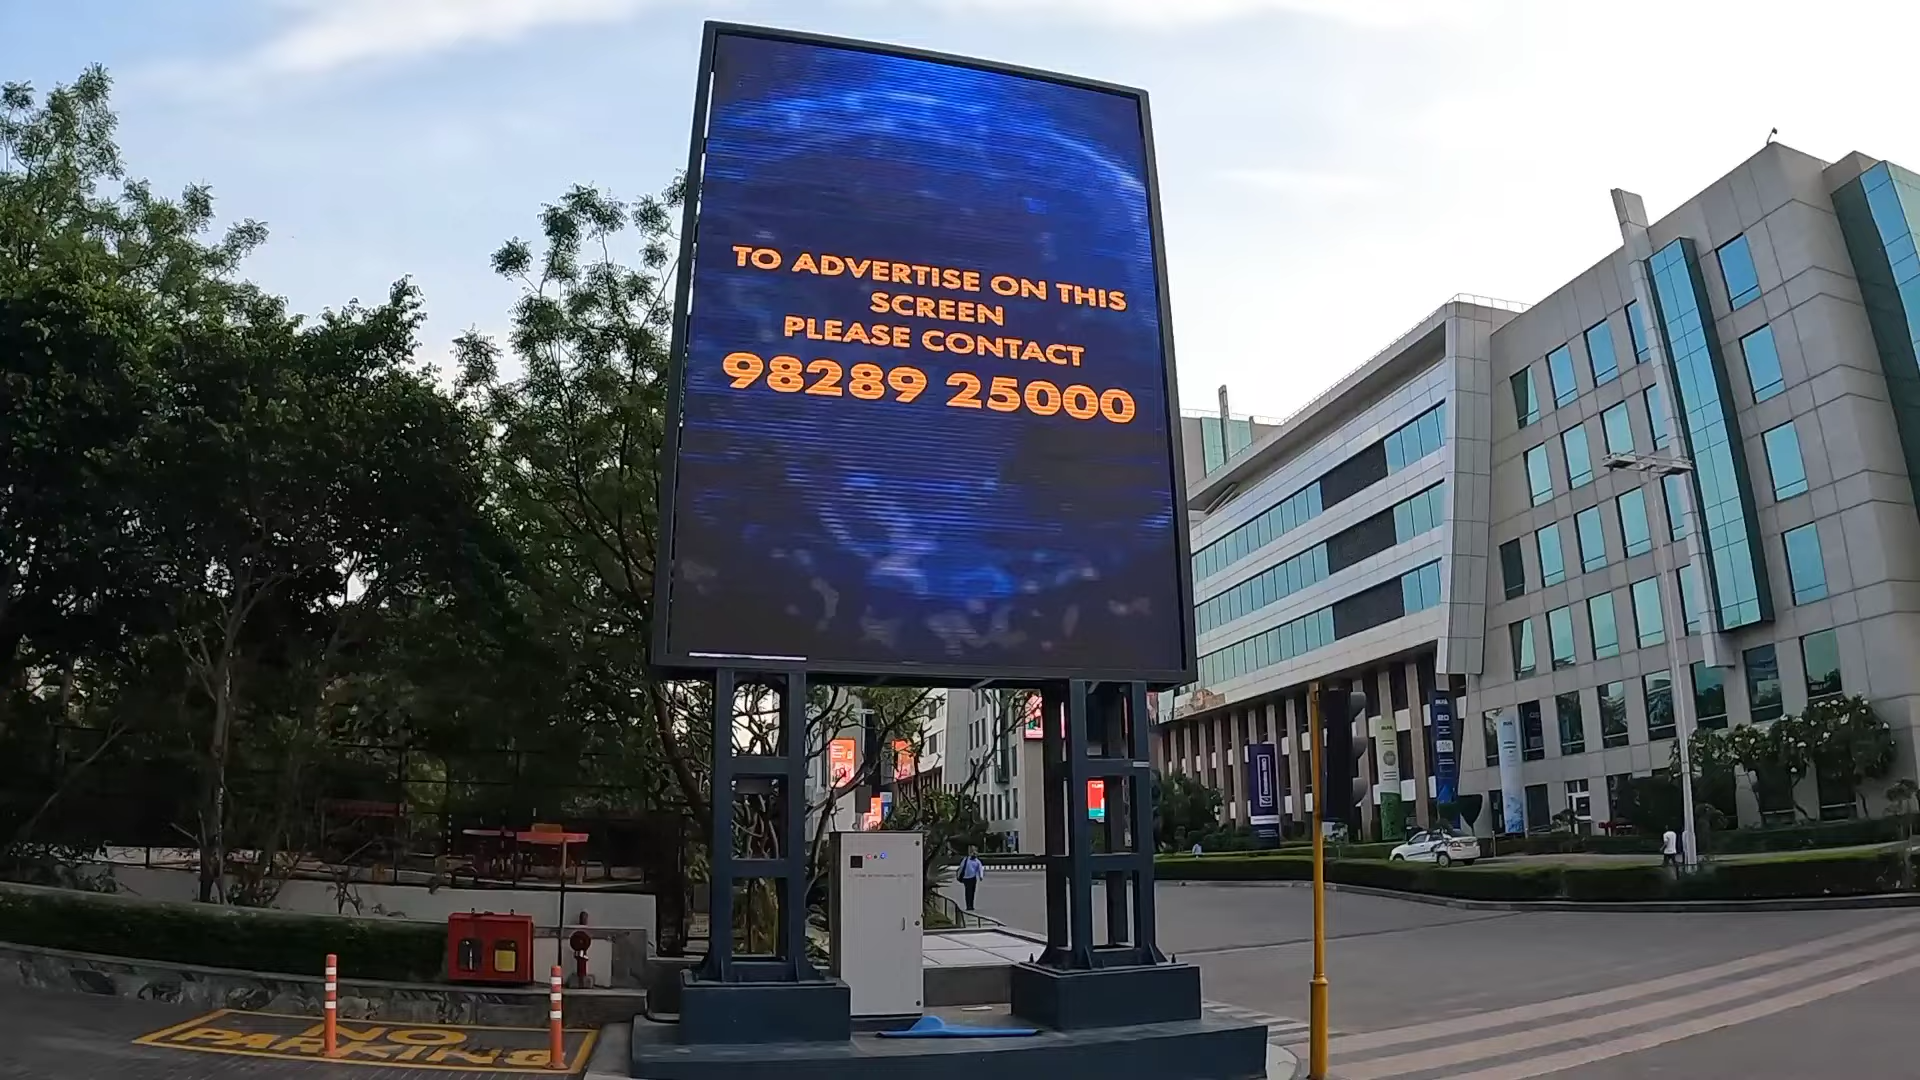 TO ADVERTISE ON THIS
SCREEN
PLEASE CONTACT
98289 25000
NO
PARKING